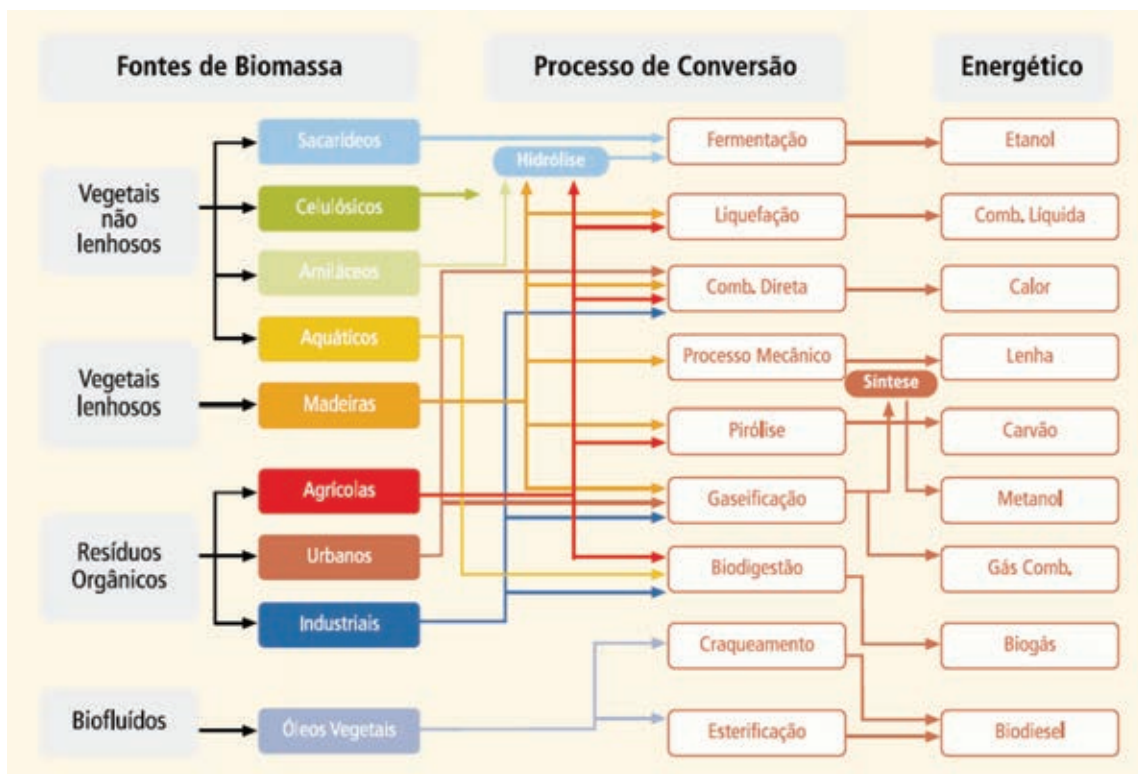 Fontes de Biomassa
Processo de Conversão
Energético
Vegetais
não
lenhosos
Sacarídeos
Celulósicos
Amiláceos
Aquáticos
Vegetais
lenhosos
Madeiras
Resíduos
Orgânicos
Agrícolas
Urbanos
Industriais
Biofluídos
Óleos Vegetais
Hidrólise
Fermentação
Liquefação
Comb. Direta
Processo Mecânico
Pirólise
Gaseificação
Biodigestão
Craqueamento
Esterificação
Síntese
Etanol
Comb. Líquida
Calor
Lenha
Carvão
Metanol
Gás Comb.
Biogás
Biodiesel